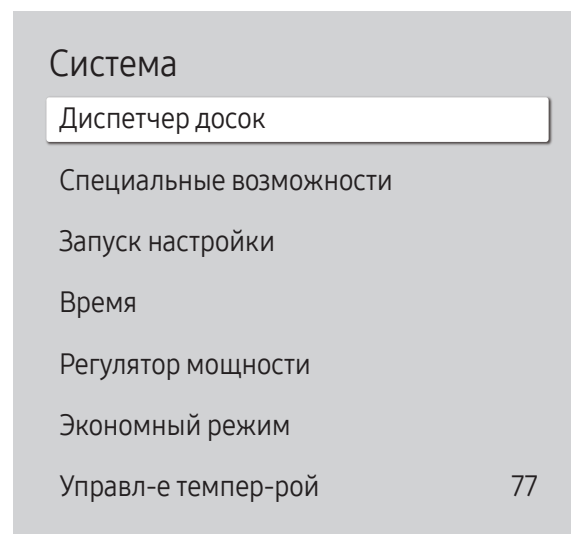 Система
Диспетчер досок
Специальные возможности
Запуск настройки
Время
Регулятор мощности
Экономный режим
Управл-е темпер-рой 77